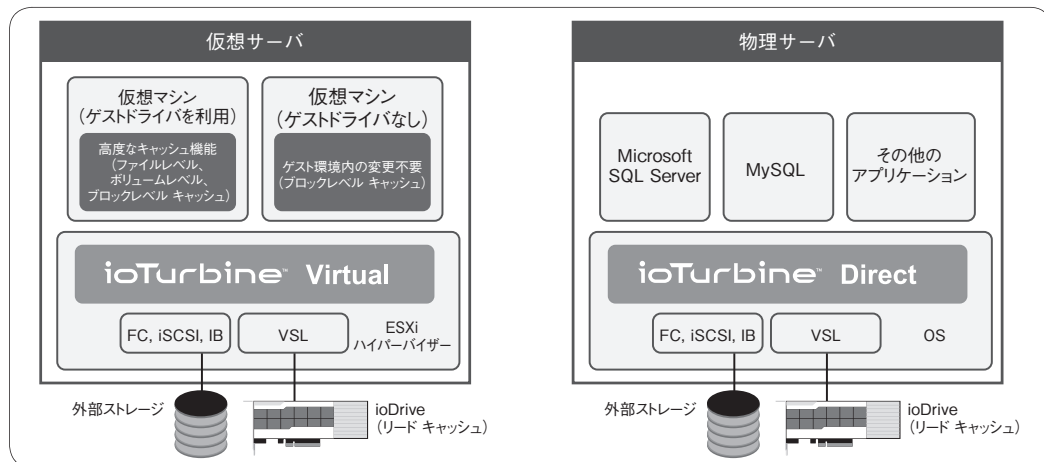 仮想サーバ
仮想マシン
（ゲストドライバを利用）
高度なキャッシュ機能
（ファイルレベル、
ボリュームレベル、
ブロックレベル キャッシュ）
仮想マシン
（ゲストドライバなし）
ゲスト環境内の変更不要
（ブロックレベル キャッシュ）
ioTurbine™ Virtual
FC, iSCSI, IB
VSL
ESXi
ハイパーバイザー
外部ストレージ
ioDrive
（リード キャッシュ）
物理サーバ
Microsoft
SQL Server
MySQL
その他の
アプリケーション
ioTurbine™ Direct
FC, iSCSI, IB
VSL
OS
外部ストレージ
ioDrive
（リード キャッシュ）